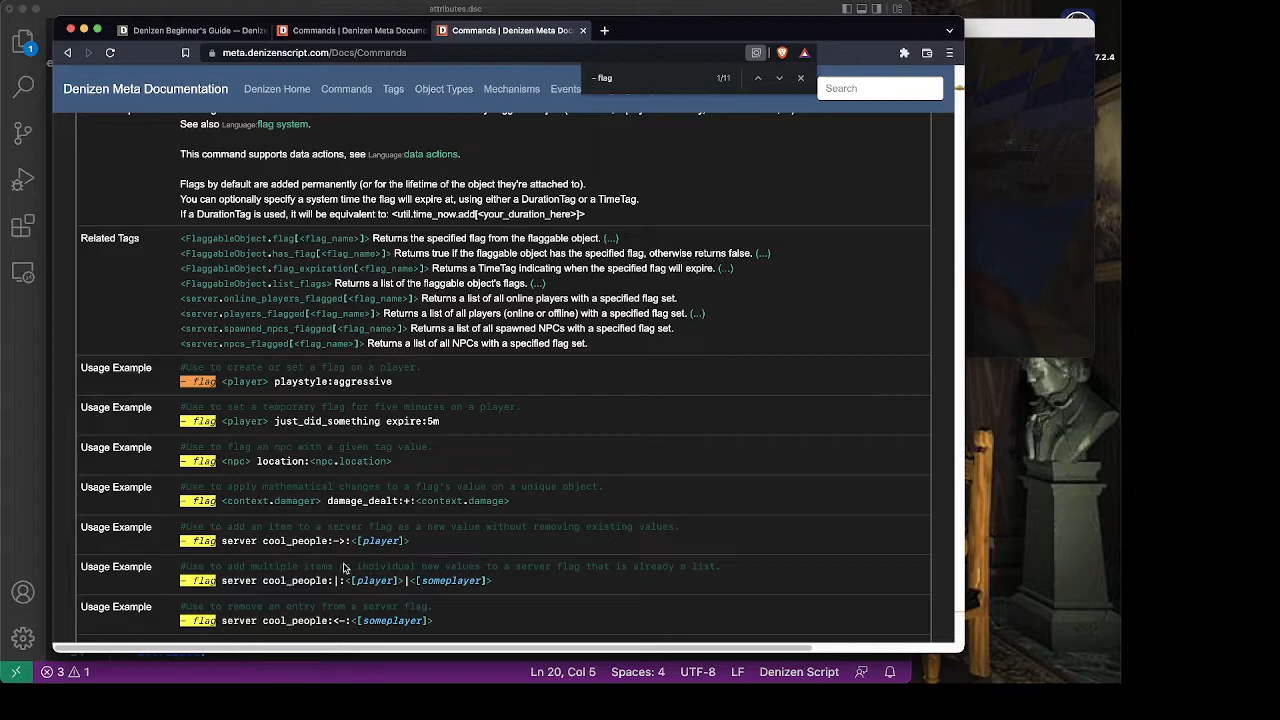 attributes.dsc
Denizen Beginner's Guide — Deniz
Commands | Denizen Meta Docum
Commands | Denizen Meta Doc
meta.denizenscript.com/Docs/Commands
- flag
1/11
7.2.4
1
Denizen Meta Documentation
Denizen Home
Commands
Tags
Object Types
Mechanisms
Events
Search
See also Language:flag system.
This command supports data actions, see Language:data actions.
Flags by default are added permanently (or for the lifetime of the object they're attached to).
You can optionally specify a system time the flag will expire at, using either a DurationTag or a TimeTag.
If a DurationTag is used, it will be equivalent to: <util.time_now.add[<your_duration_here>]>
Related Tags
<FlaggableObject.flag[<flag_name>]> Returns the specified flag from the flaggable object. (...)
<FlaggableObject.has_flag[<flag_name>]> Returns true if the flaggable object has the specified flag, otherwise returns false. (...)
<FlaggableObject.flag_expiration[<flag_name>]> Returns a TimeTag indicating when the specified flag will expire. (...)
<FlaggableObject.list_flags> Returns a list of the flaggable object's flags. (...)
<server.online_players_flagged[<flag_name>]> Returns a list of all online players with a specified flag set.
<server.players_flagged[<flag_name>]> Returns a list of all players (online or offline) with a specified flag set. (...)
<server.spawned_npcs_flagged[<flag_name>]> Returns a list of all spawned NPCs with a specified flag set.
<server.npcs_flagged[<flag_name>]> Returns a list of all NPCs with a specified flag set.
Usage Example
#Use to create or set a flag on a player.
- flag <player> playstyle:aggressive
Usage Example
#Use to set a temporary flag for five minutes on a player.
- flag <player> just_did_something expire:5m
Usage Example
#Use to flag an npc with a given tag value.
- flag <npc> location:<npc.location>
Usage Example
#Use to apply mathematical changes to a flag's value on a unique object.
- flag <context.damager> damage_dealt:+:<context.damage>
Usage Example
#Use to add an item to a server flag as a new value without removing existing values.
- flag server cool_people:->:<[player]>
Usage Example
#Use to add multiple items individual new values to a server flag that is already a list.
- flag server cool_people:|:<[player]>|<[someplayer]>
Usage Example
#Use to remove an entry from a server flag.
- flag server cool_people:<-:<[someplayer]>
3
1
Ln 20, Col 5
Spaces: 4
UTF-8
LF
Denizen Script